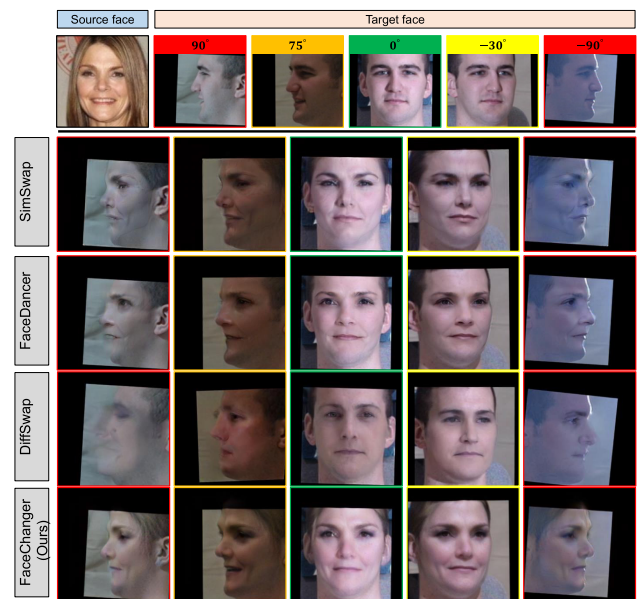 Source face
Target face
90°
75°
0°
−30°
−90°
SimSwap
FaceDancer
DiffSwap
FaceChanger
(Ours)